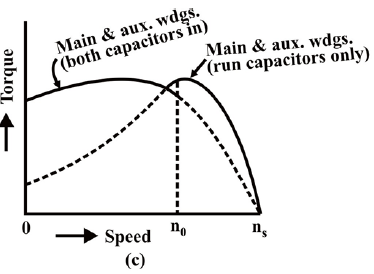 Main & aux. wdgs.
(both capacitors in)
Main & aux. wdgs.
(run capacitors only)
Torque
0
Speed
n0
ns
(c)